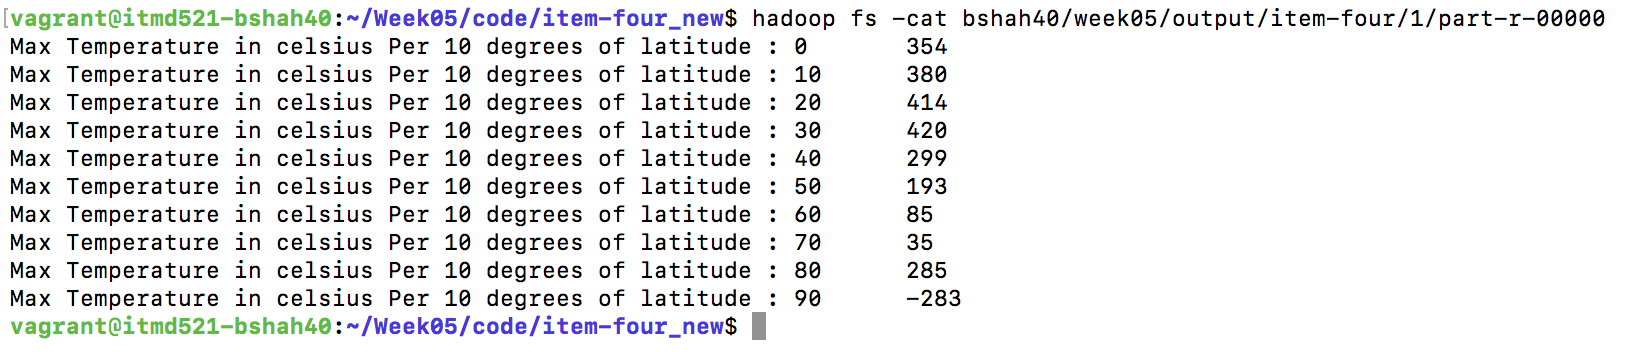 [vagrant@itmd521-bshah40:~/Week05/code/item-four_new$ hadoop fs -cat bshah40/week05/output/item-four/1/part-r-00000
Max Temperature in celsius Per 10 degrees of latitude : 0 354
Max Temperature in celsius Per 10 degrees of latitude : 10 380
Max Temperature in celsius Per 10 degrees of latitude : 20 414
Max Temperature in celsius Per 10 degrees of latitude : 30 420
Max Temperature in celsius Per 10 degrees of latitude : 40 299
Max Temperature in celsius Per 10 degrees of latitude : 50 193
Max Temperature in celsius Per 10 degrees of latitude : 60 85
Max Temperature in celsius Per 10 degrees of latitude : 70 35
Max Temperature in celsius Per 10 degrees of latitude : 80 285
Max Temperature in celsius Per 10 degrees of latitude : 90 -283
vagrant@itmd521-bshah40:~/Week05/code/item-four_new$